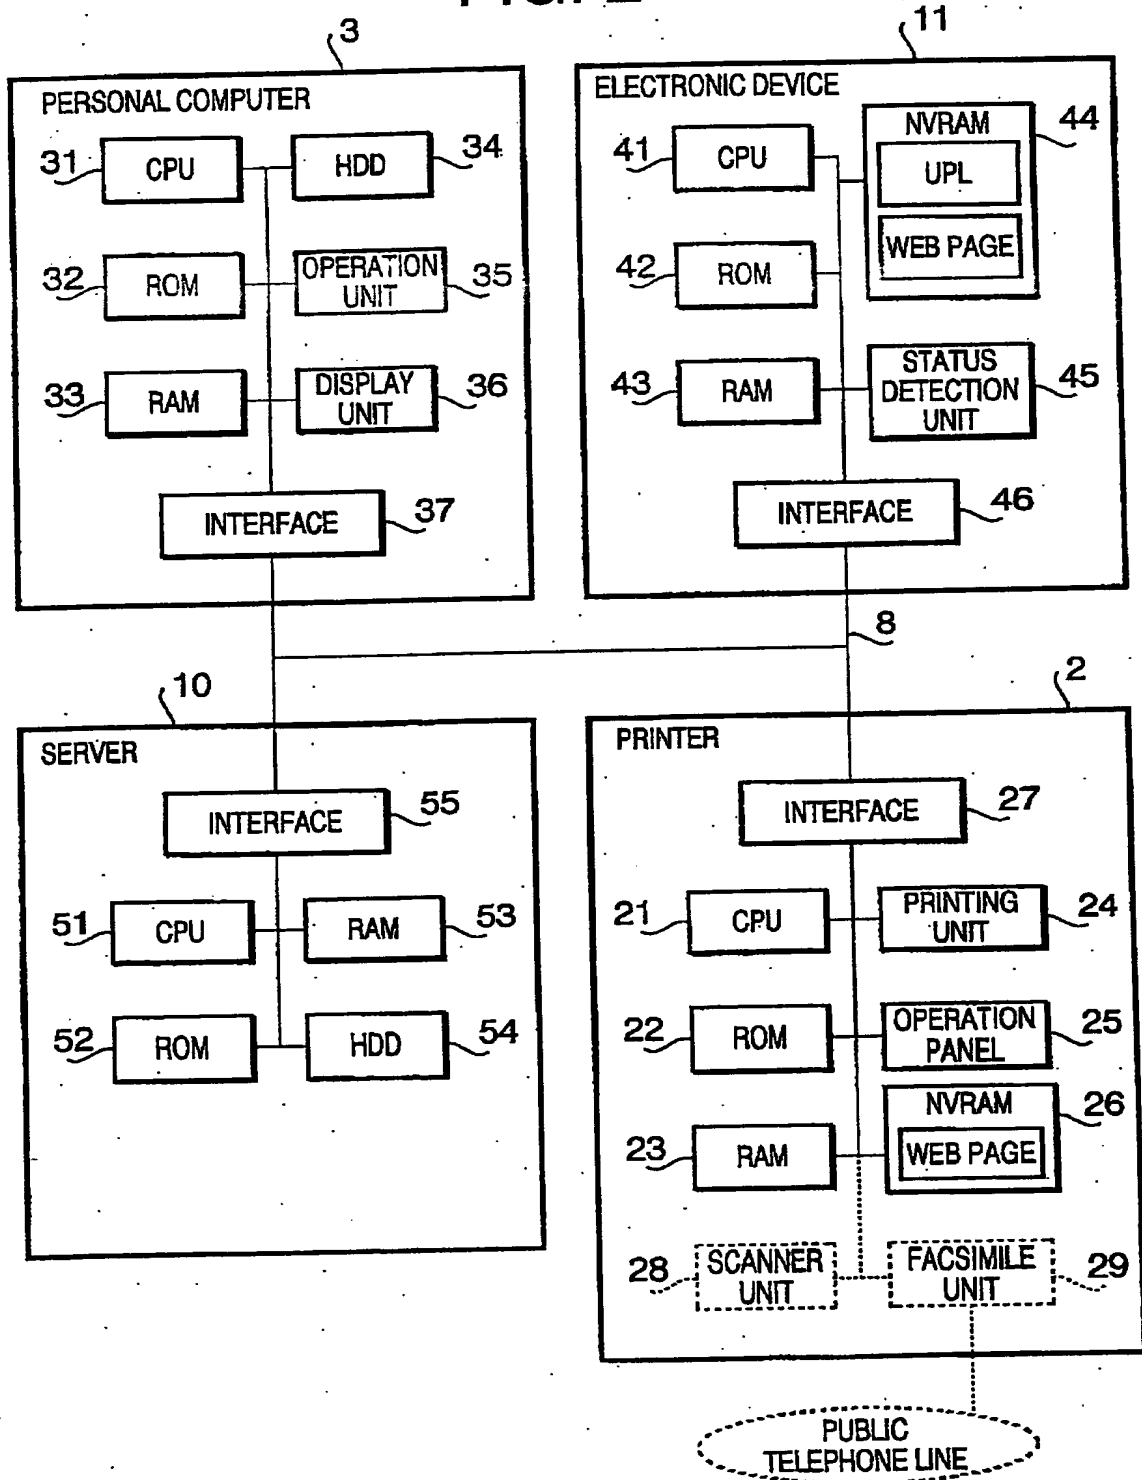 3
PERSONAL COMPUTER
31
CPU
HDD
34
32
ROM
OPERATION
UNIT
35
33
RAM
DISPLAY
UNIT
36
INTERFACE
37
11
ELECTRONIC DEVICE
41
CPU
NVRAM
44
UPL
WEB PAGE
42
ROM
43
RAM
STATUS
DETECTION
UNIT
45
INTERFACE
46
8
10
SERVER
INTERFACE
55
51
CPU
RAM
53
52
ROM
HDD
54
2
PRINTER
INTERFACE
27
21
CPU
PRINTING
UNIT
24
22
ROM
OPERATION
PANEL
25
23
RAM
NVRAM
26
WEB PAGE
28
SCANNER
UNIT
FACSIMILE
UNIT
29
PUBLIC
TELEPHONE LINE